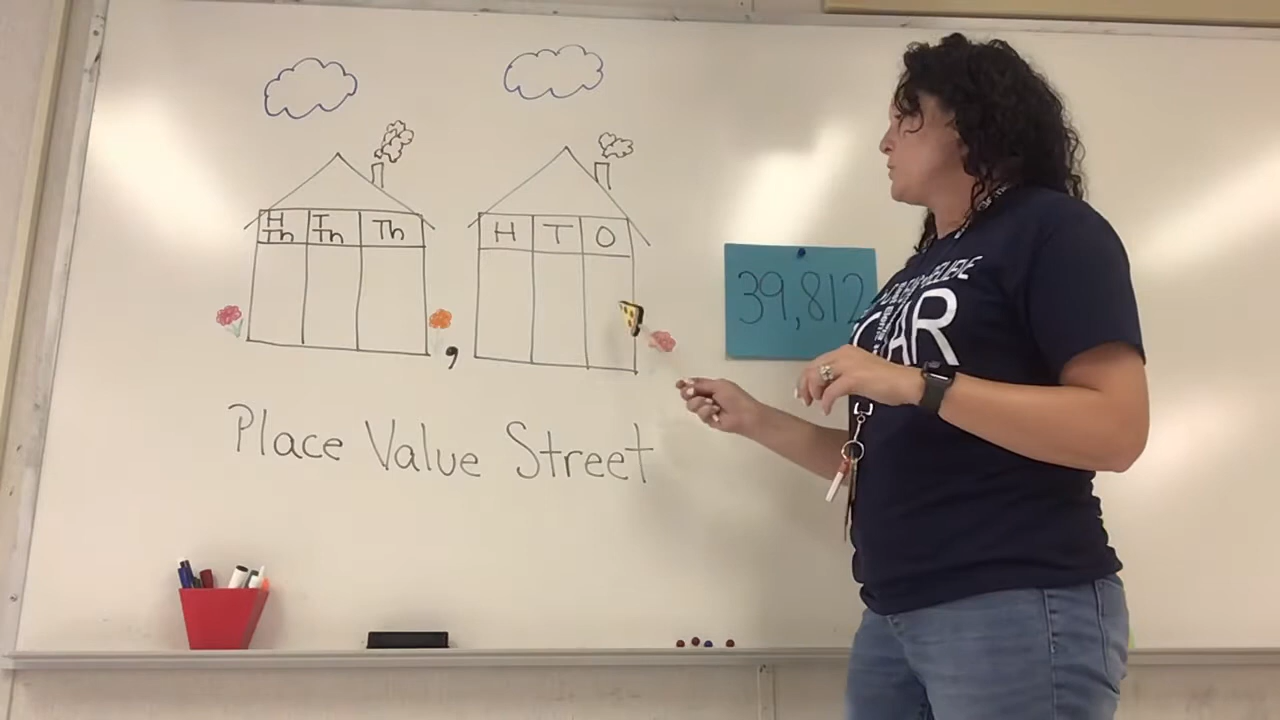 H Th T Th Th
H T O
,
39,812
Place Value Street